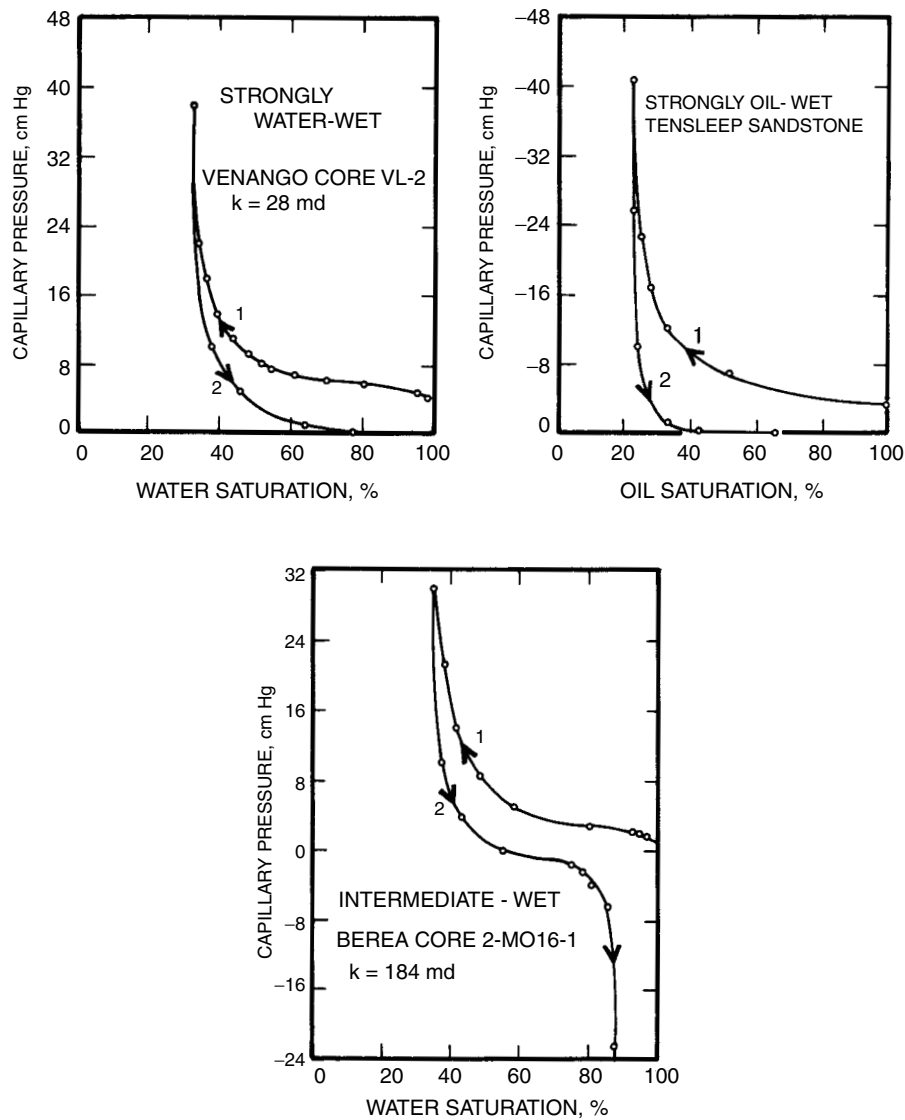 48
40
32
24
16
8
0
CAPILLARY PRESSURE, cm Hg
STRONGLY
WATER-WET
VENANGO CORE VL-2
k = 28 md
1
2
0 20 40 60 80 100
WATER SATURATION, %
–48
–40
–32
–24
–16
–8
0
CAPILLARY PRESSURE, cm Hg
STRONGLY OIL- WET
TENSLEEP SANDSTONE
1
2
0 20 40 60 80 100
OIL SATURATION, %
32
24
16
8
0
–8
–16
–24
CAPILLARY PRESSURE, cm Hg
1
2
INTERMEDIATE - WET
BEREA CORE 2-MO16-1
k = 184 md
0 20 40 60 80 100
WATER SATURATION, %